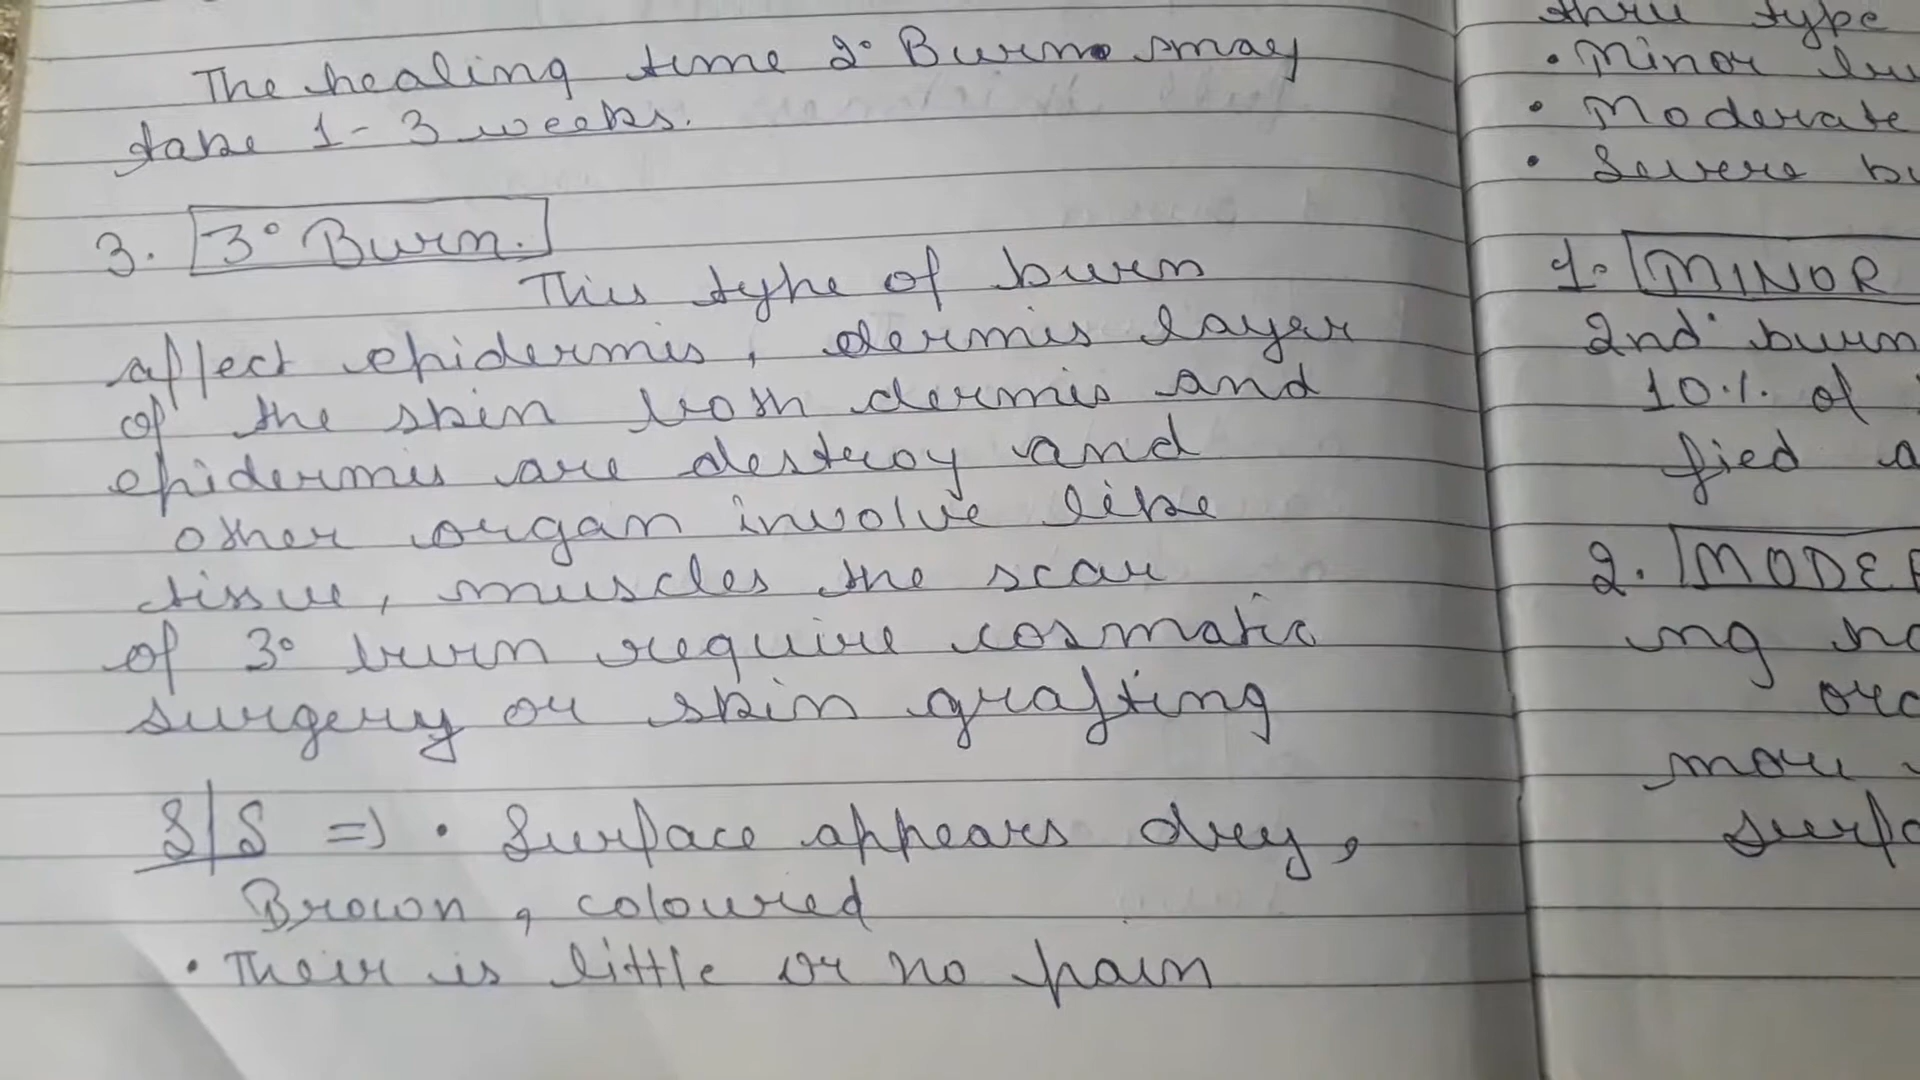 The healing time 2° Burn may
take 1-3 weeks.
3. 3° Burn.
This type of burn
affect epidermis, dermis layer
of the skin both dermis and
epidermis are destroy and
other organ involve like
tissue, muscles the scar
of 3° burn require cosmatic
surgery or skin grafting
S/S => • Surface appears dry,
Brown, coloured
• Their is little or no pain
three type
• Minor
• Moderate
• Severe
1. MINOR
2nd° burn
10% of
fied
2. MODER
ing
more